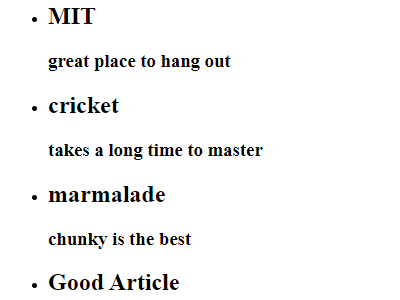 MIT
great place to hang out
cricket
takes a long time to master
marmalade
chunky is the best
Good Article